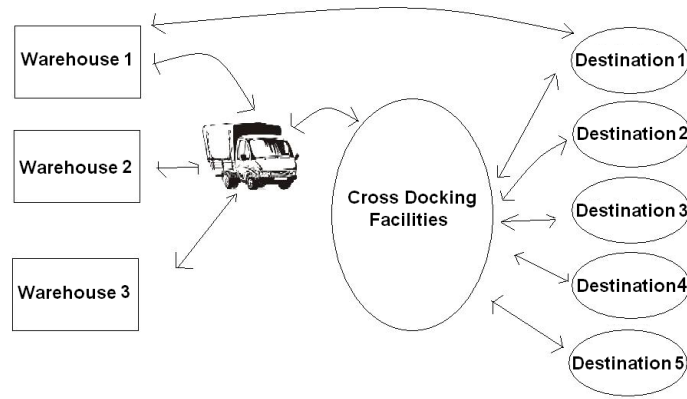 Warehouse 1
Warehouse 2
Warehouse 3
Cross Docking
Facilities
Destination 1
Destination 2
Destination 3
Destination 4
Destination 5